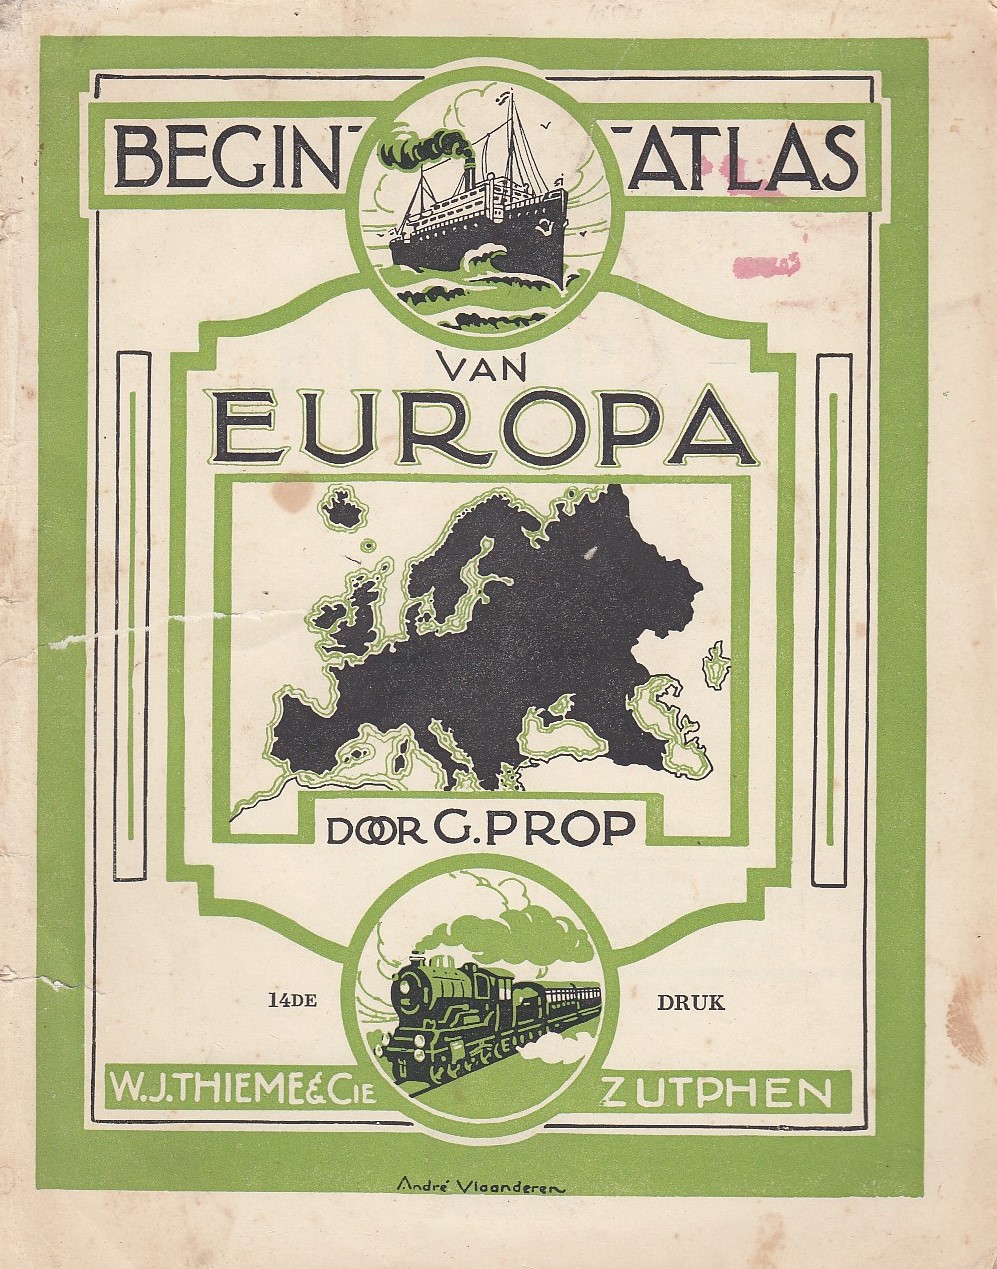 BEGIN- -ATLAS
VAN
EUROPA
DOOR G. PROP
14DE DRUK
W.J. THIEME & CIE ZUTPHEN
André Vlaanderen